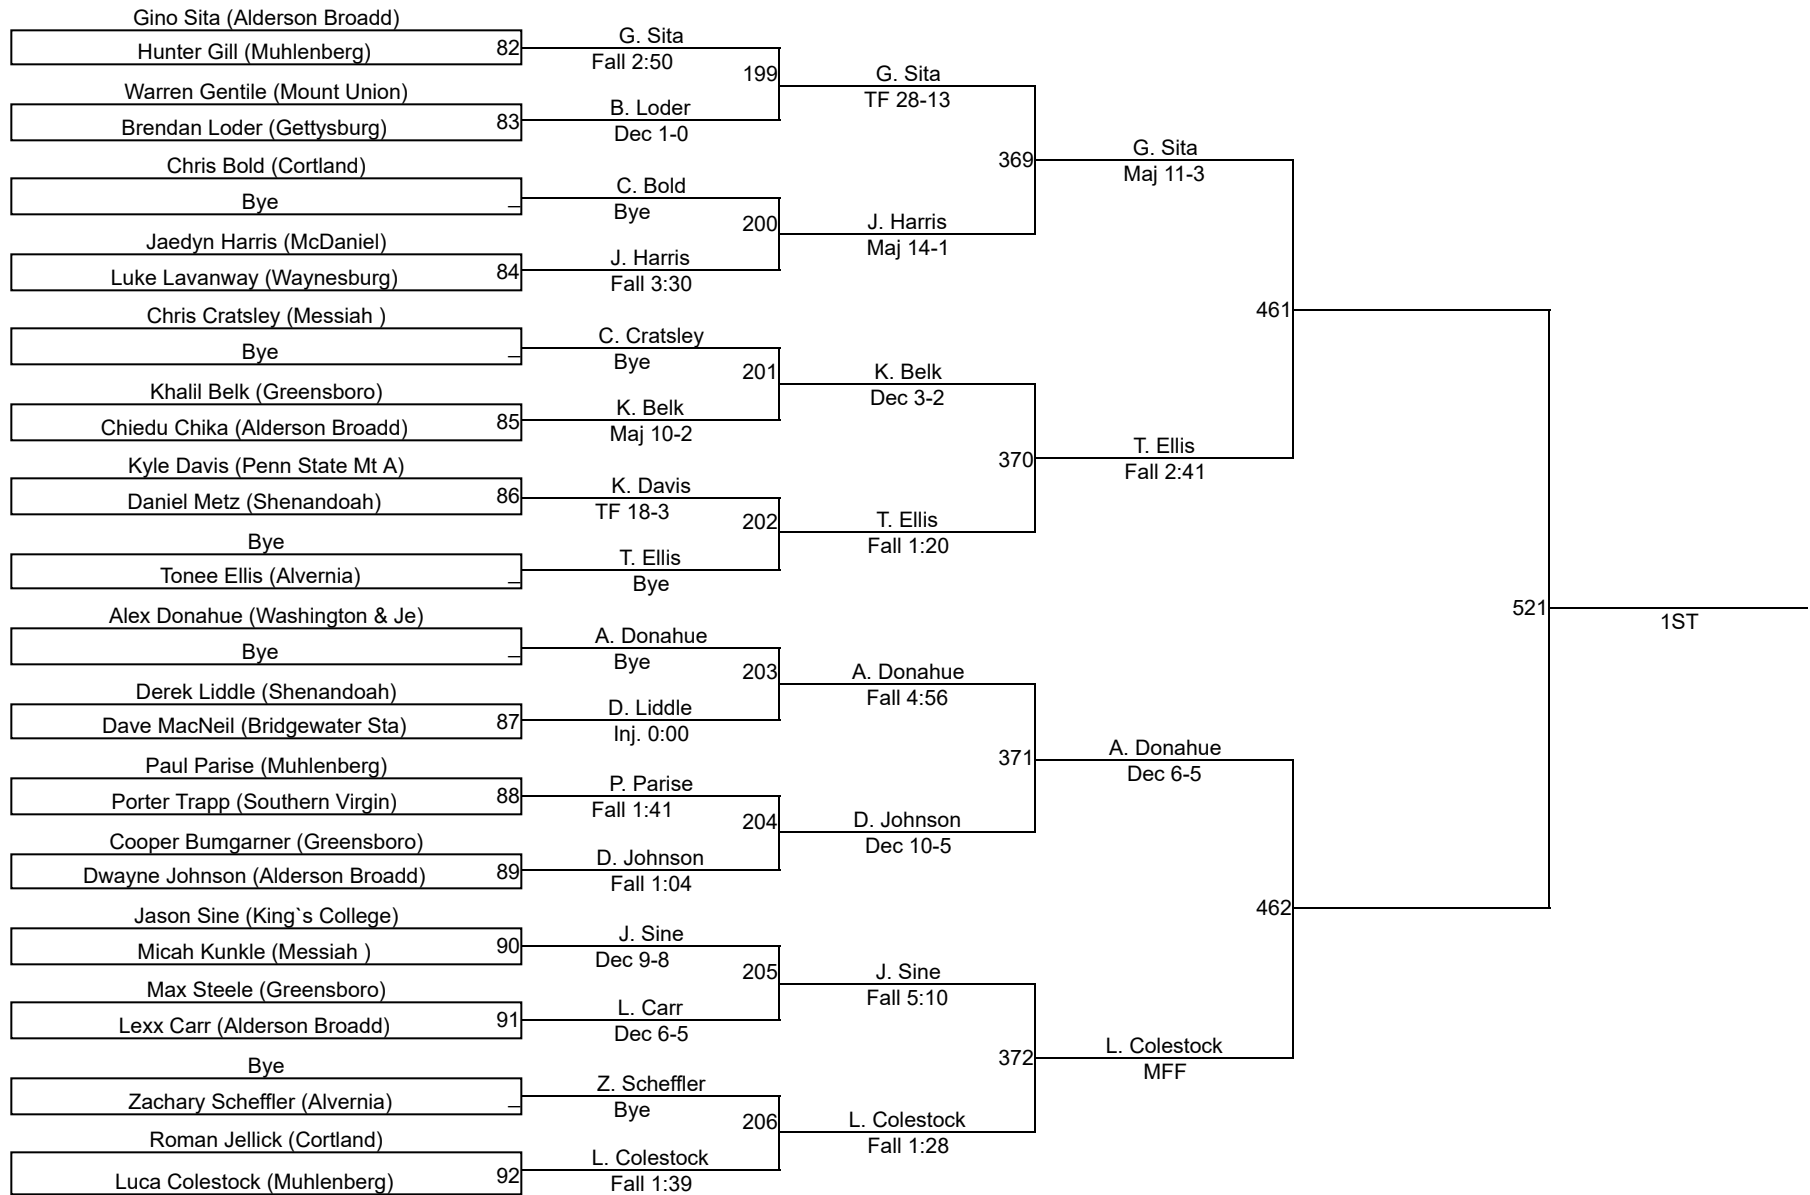 Gino Sita (Alderson Broadd)
Hunter Gill (Muhlenberg)
82
Warren Gentile (Mount Union)
Brendan Loder (Gettysburg)
83
Chris Bold (Cortland)
Bye
_
Jaedyn Harris (McDaniel)
Luke Lavanway (Waynesburg)
84
Chris Cratsley (Messiah )
Bye
_
Khalil Belk (Greensboro)
Chiedu Chika (Alderson Broadd)
85
Kyle Davis (Penn State Mt A)
Daniel Metz (Shenandoah)
86
Bye
Tonee Ellis (Alvernia)
_
Alex Donahue (Washington & Je)
Bye
_
Derek Liddle (Shenandoah)
Dave MacNeil (Bridgewater Sta)
87
Paul Parise (Muhlenberg)
Porter Trapp (Southern Virgin)
88
Cooper Bumgarner (Greensboro)
Dwayne Johnson (Alderson Broadd)
89
Jason Sine (King`s College)
Micah Kunkle (Messiah )
90
Max Steele (Greensboro)
Lexx Carr (Alderson Broadd)
91
Bye
Zachary Scheffler (Alvernia)
_
Roman Jellick (Cortland)
Luca Colestock (Muhlenberg)
92
G. Sita
Fall 2:50
199
B. Loder
Dec 1-0
C. Bold
Bye
200
J. Harris
Fall 3:30
C. Cratsley
Bye
201
K. Belk
Maj 10-2
K. Davis
TF 18-3
202
T. Ellis
Bye
A. Donahue
Bye
203
D. Liddle
Inj. 0:00
P. Parise
Fall 1:41
204
D. Johnson
Fall 1:04
J. Sine
Dec 9-8
205
L. Carr
Dec 6-5
Z. Scheffler
Bye
206
L. Colestock
Fall 1:39
G. Sita
TF 28-13
369
J. Harris
Maj 14-1
K. Belk
Dec 3-2
370
T. Ellis
Fall 1:20
A. Donahue
Fall 4:56
371
D. Johnson
Dec 10-5
J. Sine
Fall 5:10
372
L. Colestock
Fall 1:28
G. Sita
Maj 11-3
461
T. Ellis
Fall 2:41
A. Donahue
Dec 6-5
462
L. Colestock
MFF
521
1ST